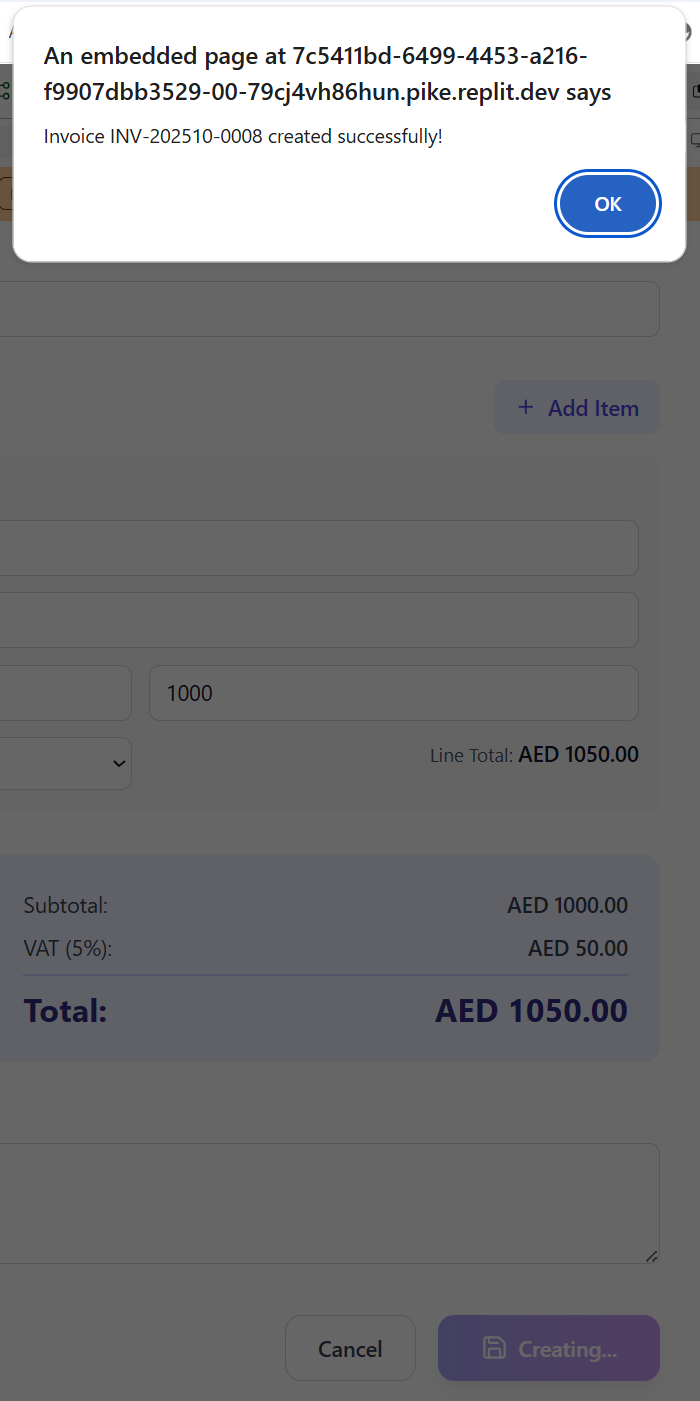 An embedded page at 7c5411bd-6499-4453-a216-
f9907dbb3529-00-79cj4vh86hun.pike.replit.dev says
Invoice INV-202510-0008 created successfully!
OK
+ Add Item
1000
Line Total: AED 1050.00
Subtotal: AED 1000.00
VAT (5%): AED 50.00
Total: AED 1050.00
Cancel
Creating...